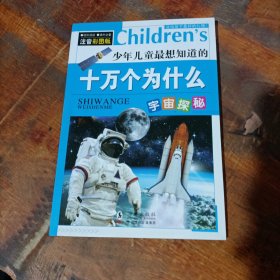 Children's
注音彩图版
少年儿童最想知道的
十万个为什么
SHIWANGE
WEISHENME
宇宙探秘